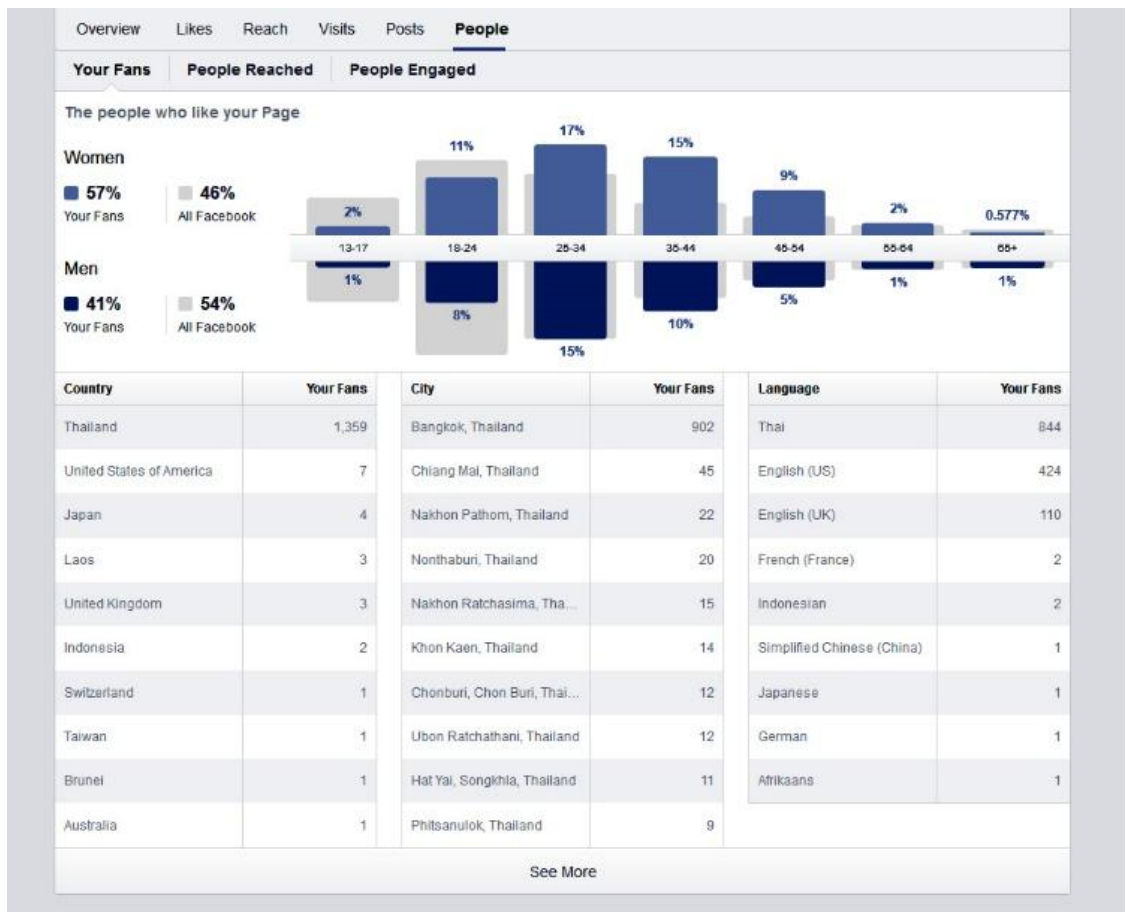 Overview Likes Reach Visits Posts People
Your Fans People Reached People Engaged
The people who like your Page
Women
57% 46%
Your Fans All Facebook
2% 11% 17% 15% 9% 2% 0.577%
13-17 18-24 25-34 35-44 45-54 55-64 65+
Men
41% 54%
Your Fans All Facebook
1% 8% 15% 10% 5% 1% 1%
Country Your Fans City Your Fans Language Your Fans
Thailand 1,359 Bangkok, Thailand 902 Thai 844
United States of America 7 Chiang Mai, Thailand 45 English (US) 424
Japan 4 Nakhon Pathom, Thailand 22 English (UK) 110
Laos 3 Nonthaburi, Thailand 20 French (France) 2
United Kingdom 3 Nakhon Ratchasima, Tha... 15 Indonesian 2
Indonesia 2 Khon Kaen, Thailand 14 Simplified Chinese (China) 1
Switzerland 1 Chonburi, Chon Buri, Thai... 12 Japanese 1
Taiwan 1 Ubon Ratchathani, Thailand 12 German 1
Brunei 1 Hat Yai, Songkhla, Thailand 11 Afrikaans 1
Australia 1 Phitsanulok, Thailand 9
See More